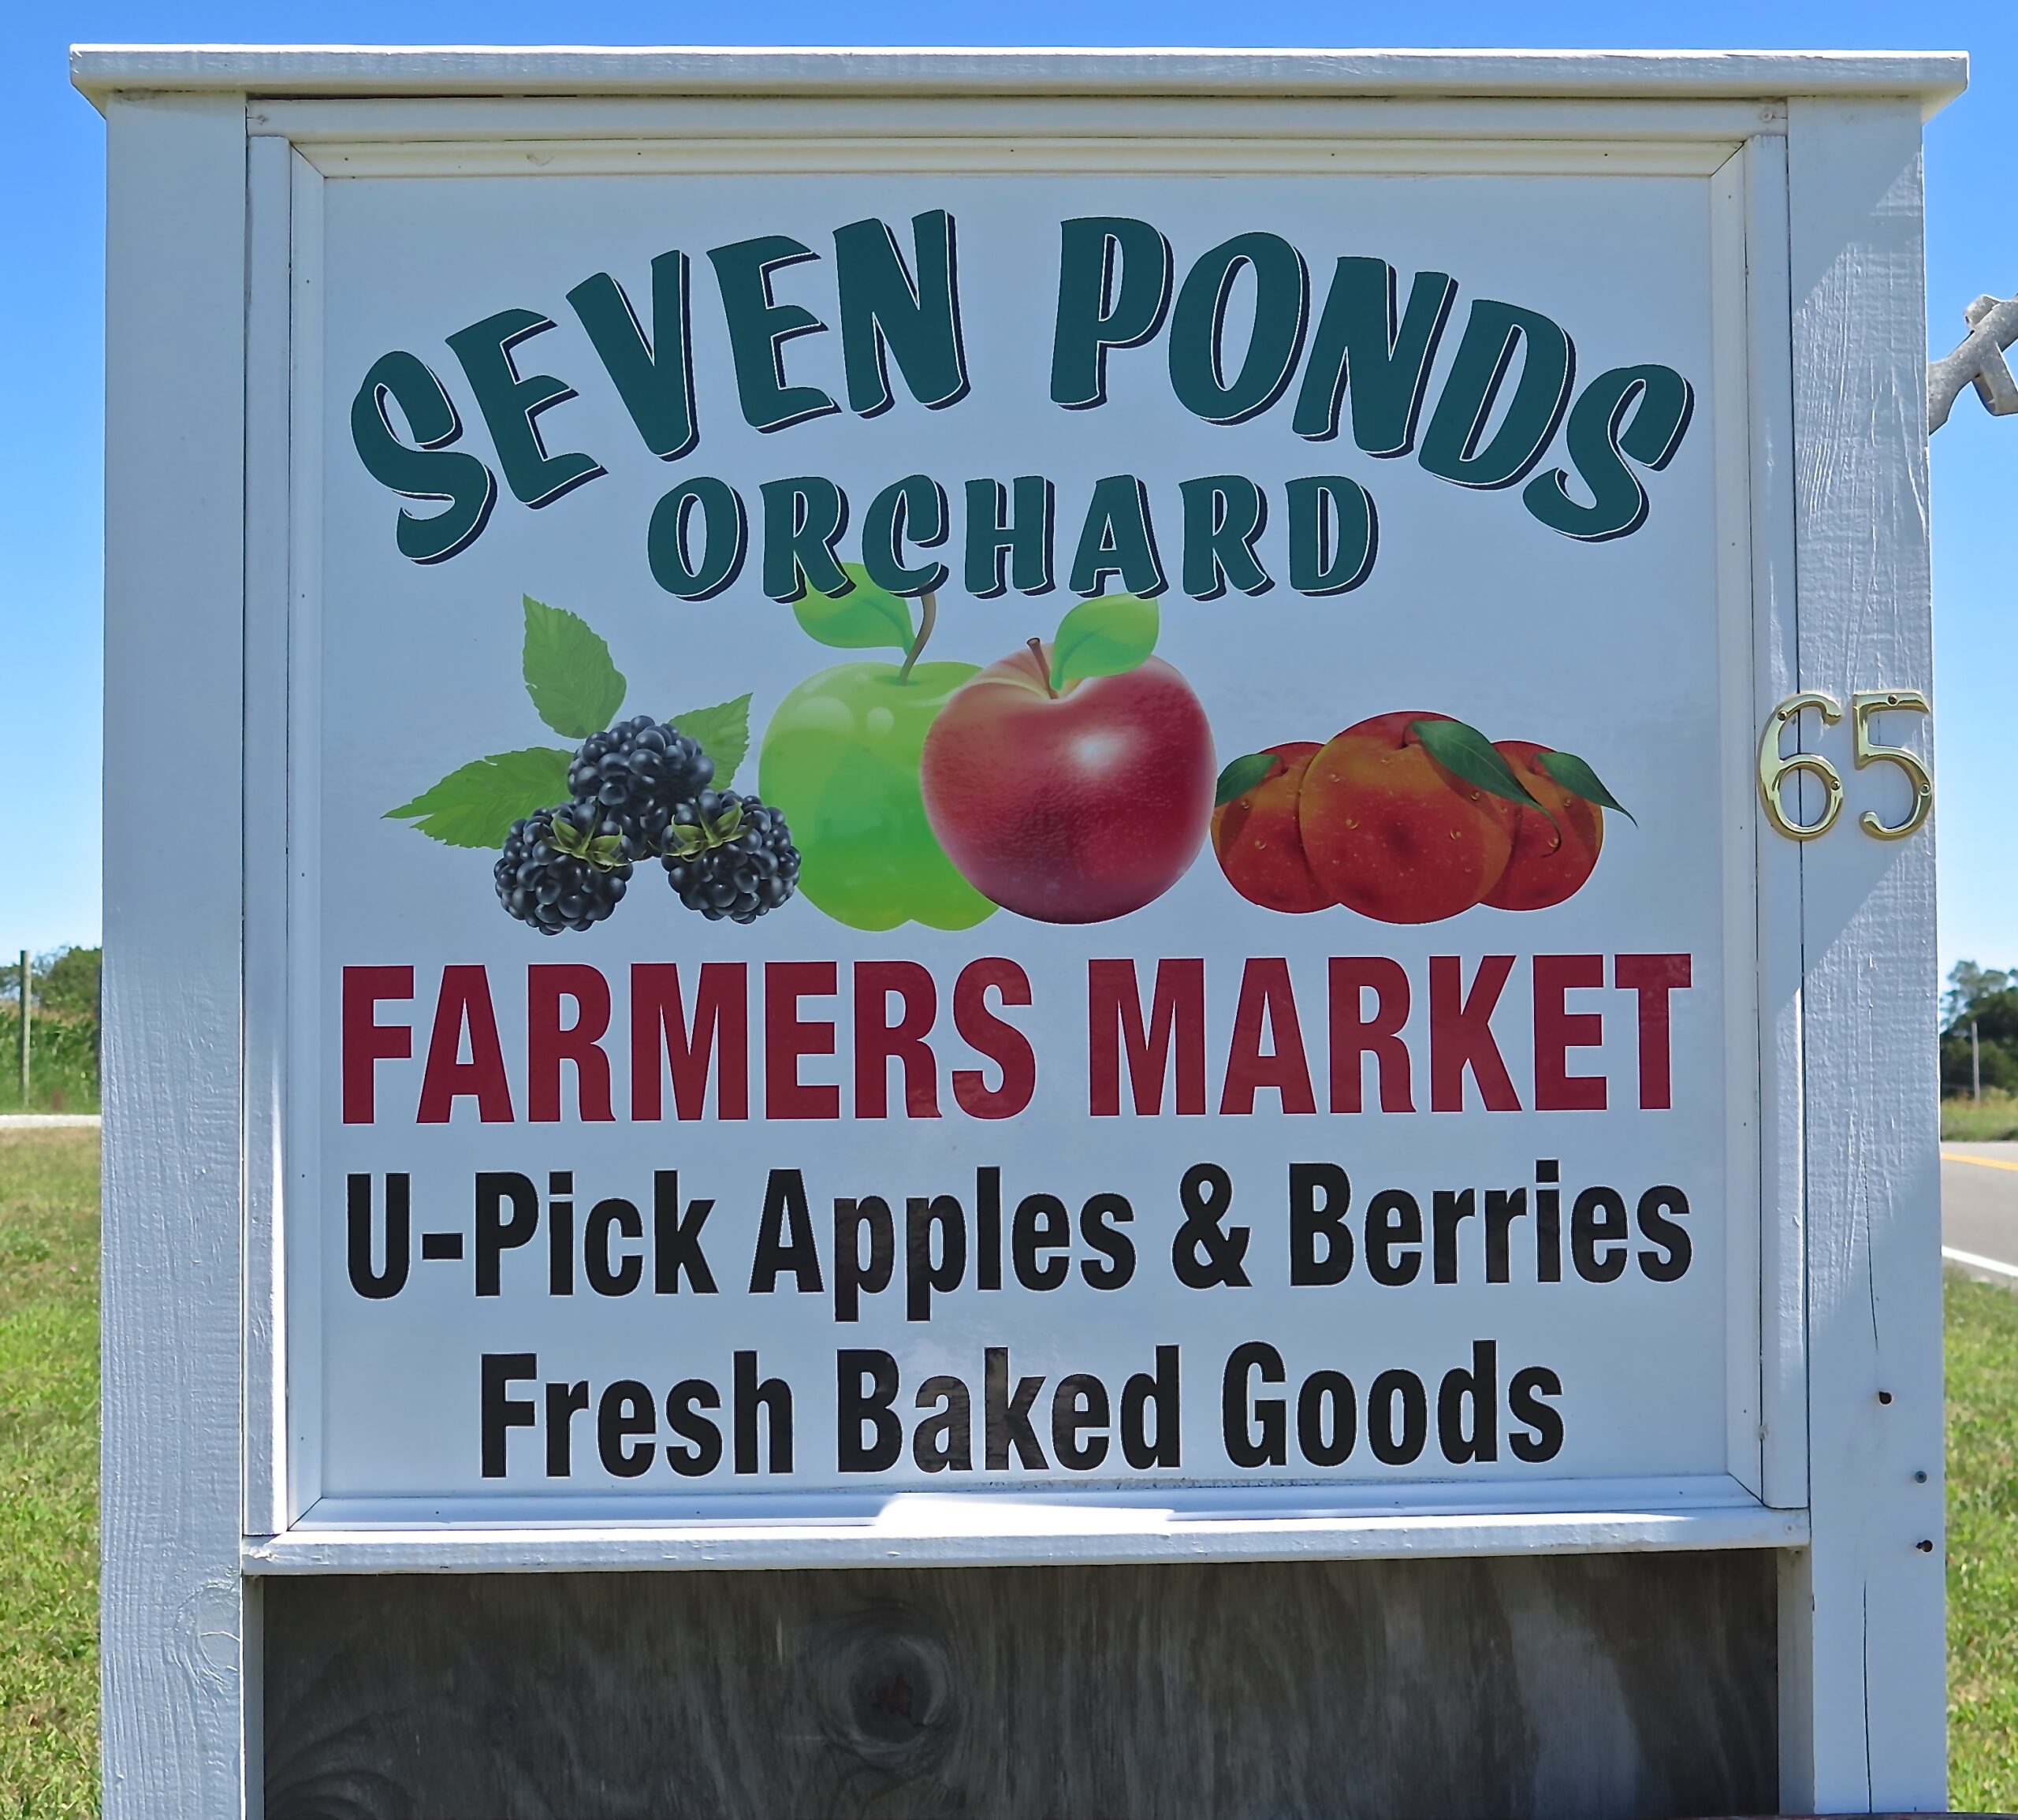 SEVEN PONDS
ORCHARD
65
FARMERS MARKET
U-Pick Apples & Berries
Fresh Baked Goods